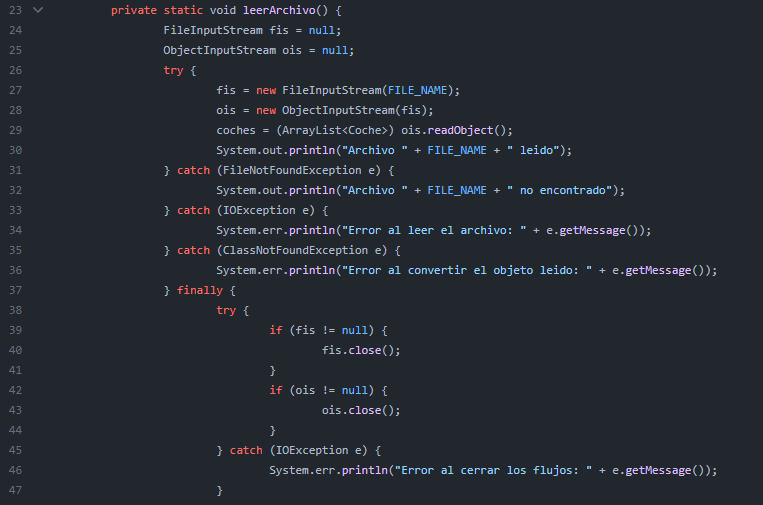 23 private static void leerArchivo() {
24 FileInputStream fis = null;
25 ObjectInputStream ois = null;
26 try {
27 fis = new FileInputStream(FILE_NAME);
28 ois = new ObjectInputStream(fis);
29 coches = (ArrayList<Coche>) ois.readObject();
30 System.out.println("Archivo " + FILE_NAME + " leido");
31 } catch (FileNotFoundException e) {
32 System.out.println("Archivo " + FILE_NAME + " no encontrado");
33 } catch (IOException e) {
34 System.err.println("Error al leer el archivo: " + e.getMessage());
35 } catch (ClassNotFoundException e) {
36 System.err.println("Error al convertir el objeto leido: " + e.getMessage());
37 } finally {
38 try {
39 if (fis != null) {
40 fis.close();
41 }
42 if (ois != null) {
43 ois.close();
44 }
45 } catch (IOException e) {
46 System.err.println("Error al cerrar los flujos: " + e.getMessage());
47 }